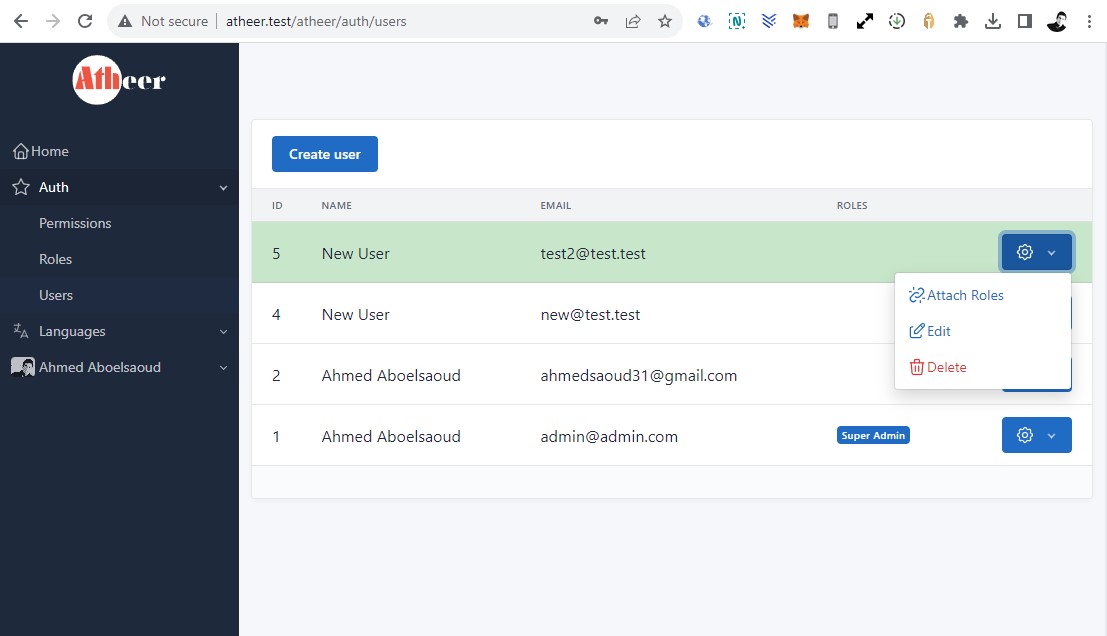 Not secure | atheer.test/atheer/auth/users
Atheer
Home
Auth
Permissions
Roles
Users
Languages
Ahmed Aboelsaoud
Create user
ID NAME EMAIL ROLES
5 New User test2@test.test
Attach Roles
Edit
Delete
4 New User new@test.test
2 Ahmed Aboelsaoud ahmedsaoud31@gmail.com
1 Ahmed Aboelsaoud admin@admin.com Super Admin